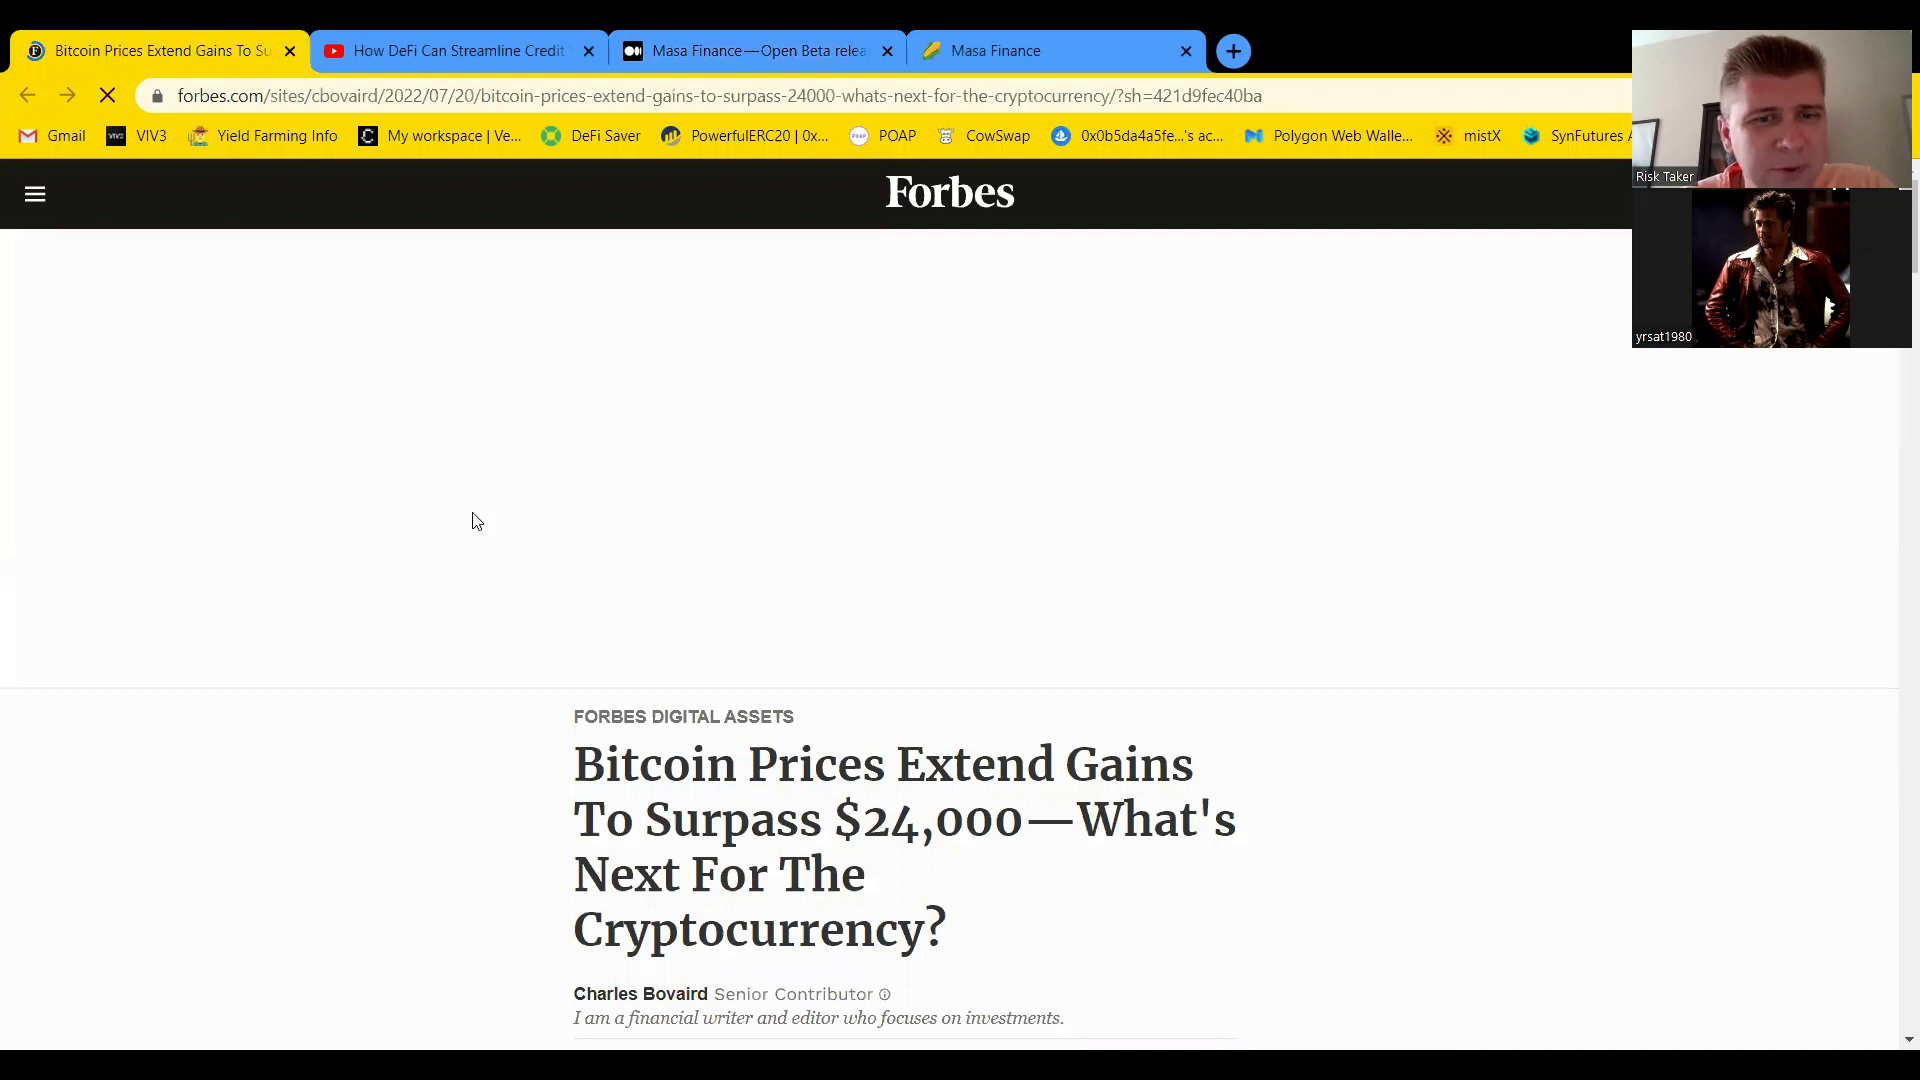 Bitcoin Prices Extend Gains To Su
How DeFi Can Streamline Credit
Masa Finance — Open Beta relea
Masa Finance
forbes.com/sites/cbovaird/2022/07/20/bitcoin-prices-extend-gains-to-surpass-24000-whats-next-for-the-cryptocurrency/?sh=421d9fec40ba
Gmail VIV3 Yield Farming Info My workspace | Ve... DeFi Saver PowerfulERC20 | 0x... POAP CowSwap 0x0b5da4a5fe...'s ac... Polygon Web Walle... mistX SynFutures A
Risk Taker
yrsat1980
Forbes
FORBES DIGITAL ASSETS
Bitcoin Prices Extend Gains
To Surpass $24,000—What's
Next For The
Cryptocurrency?
Charles Bovaird Senior Contributor
I am a financial writer and editor who focuses on investments.